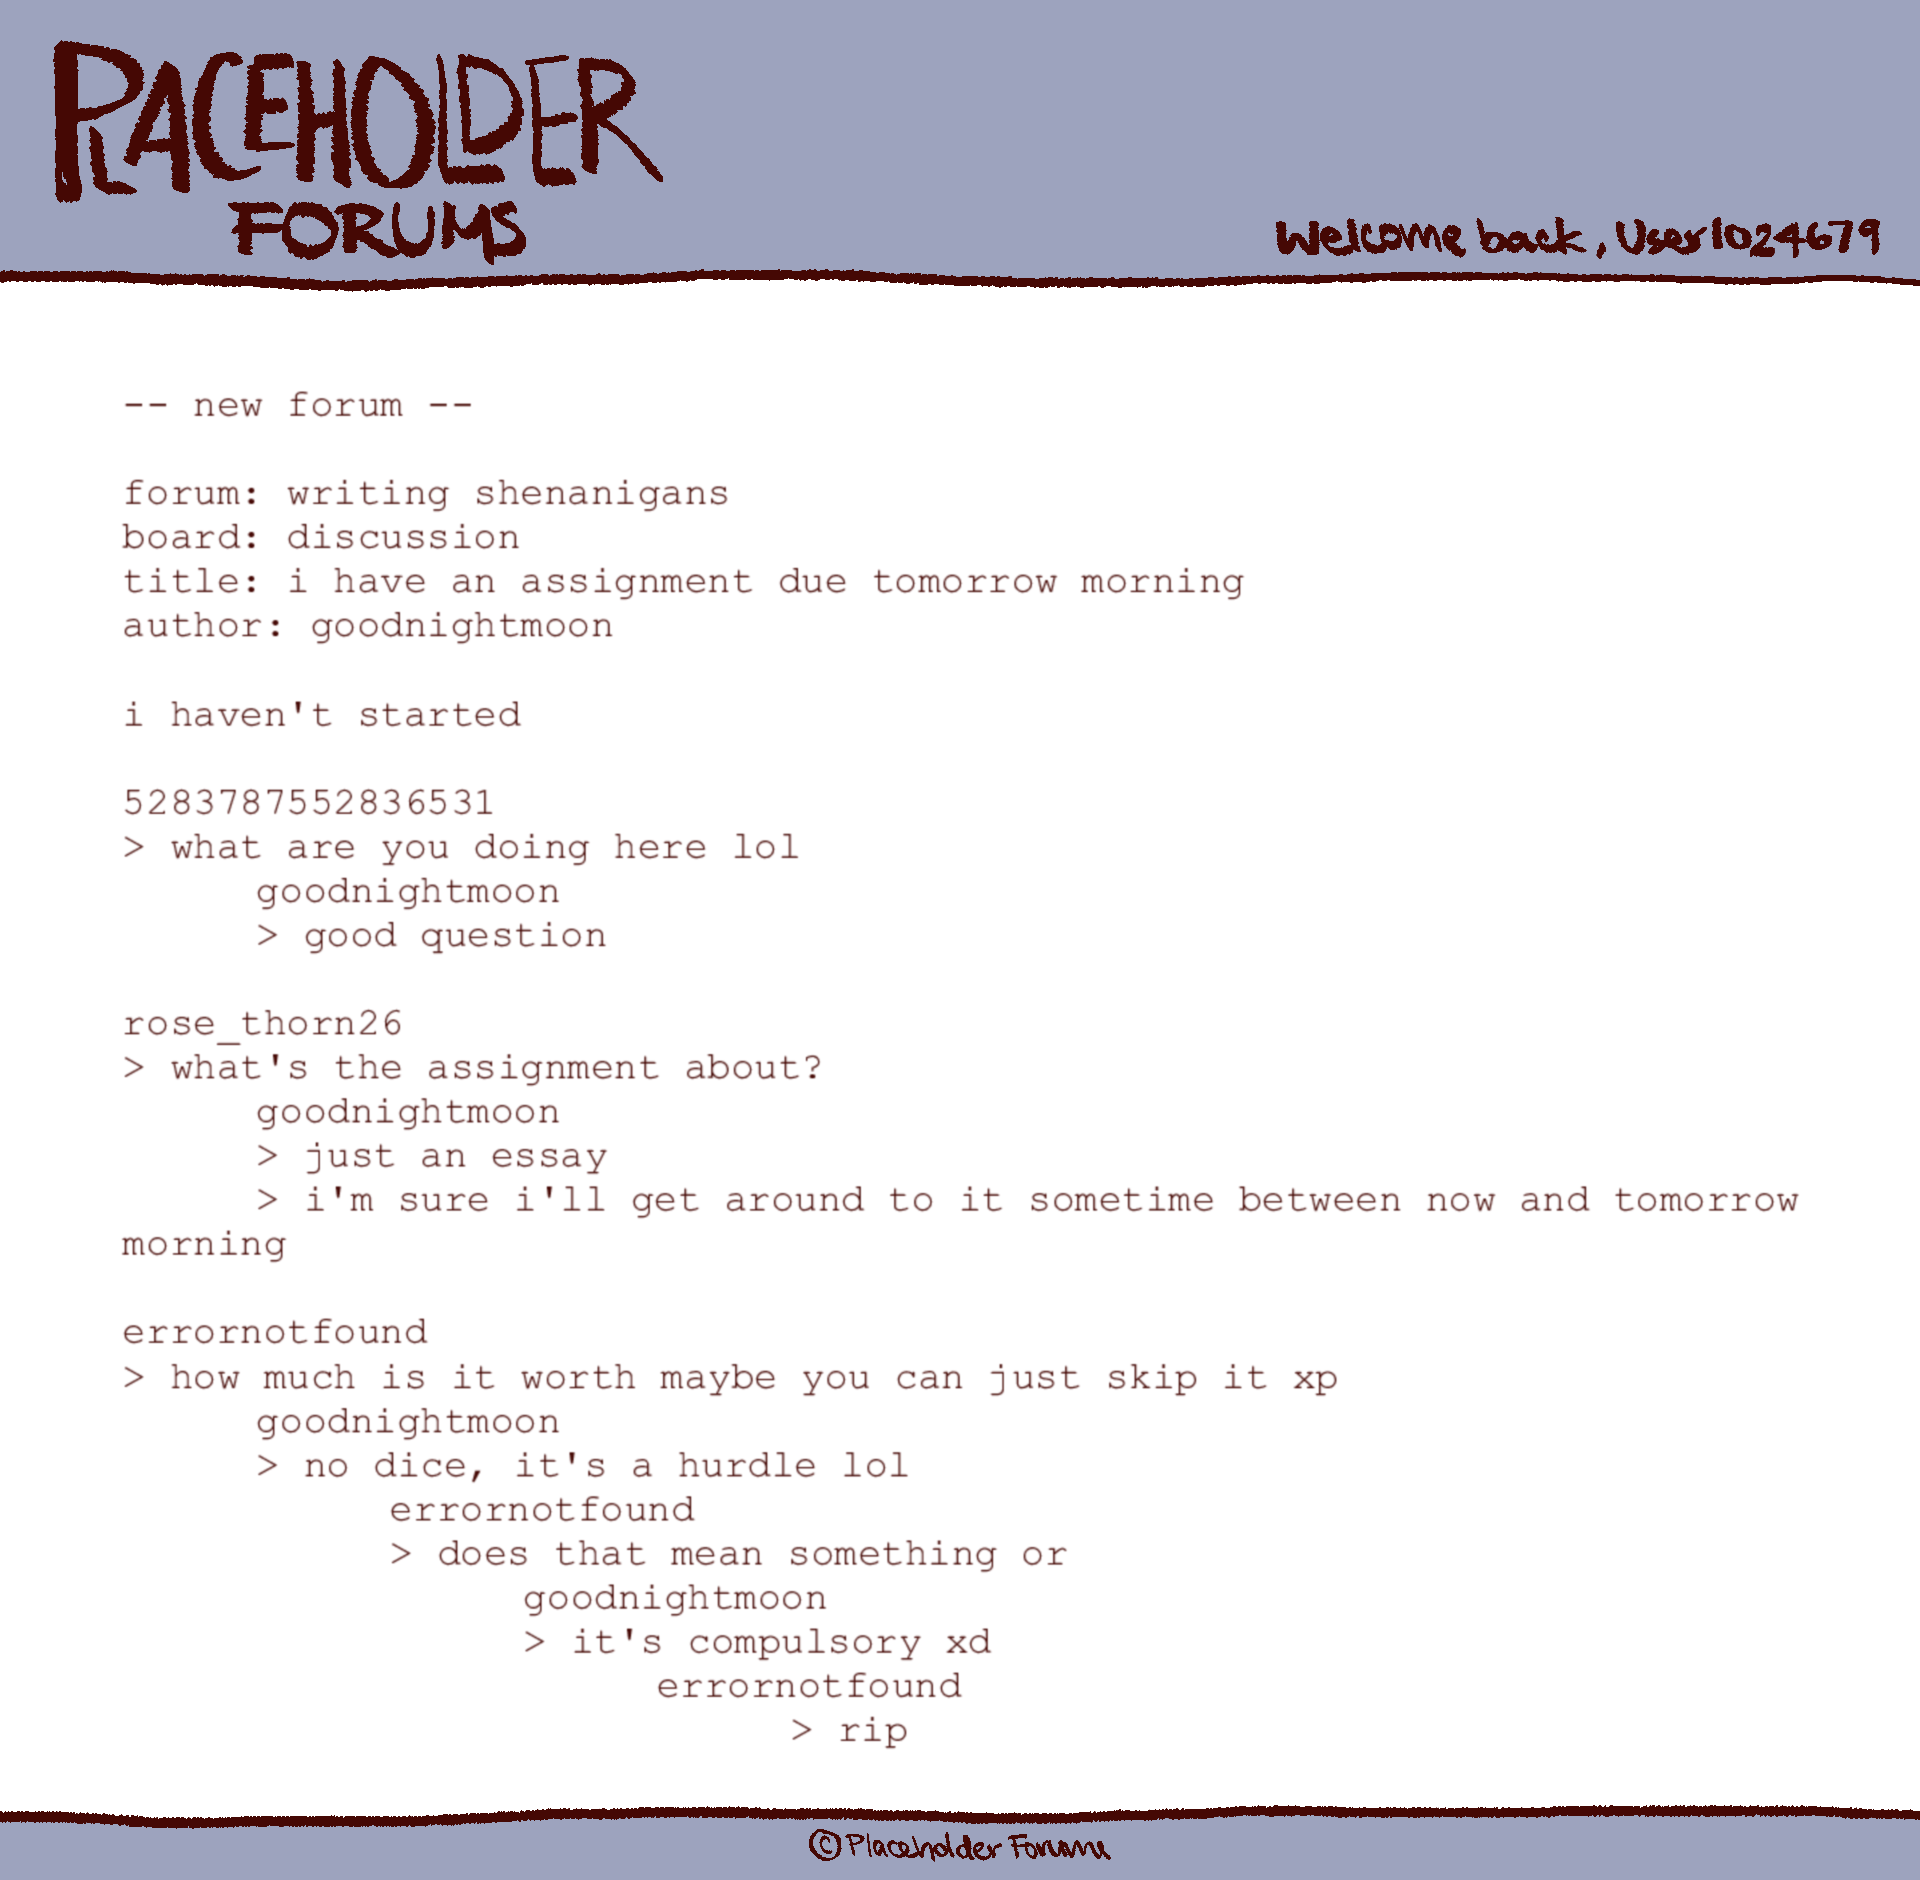 PLACEHOLDER
FORUMS
Welcome back, User1024679
-- new forum --
forum: writing shenanigans
board: discussion
title: i have an assignment due tomorrow morning
author: goodnightmoon
i haven't started
5283787552836531
> what are you doing here lol
goodnightmoon
> good question
rose_thorn26
> what's the assignment about?
goodnightmoon
> just an essay
> i'm sure i'll get around to it sometime between now and tomorrow
morning
errornotfound
> how much is it worth maybe you can just skip it xp
goodnightmoon
> no dice, it's a hurdle lol
errornotfound
> does that mean something or
goodnightmoon
> it's compulsory xd
errornotfound
> rip
© Placeholder Forums